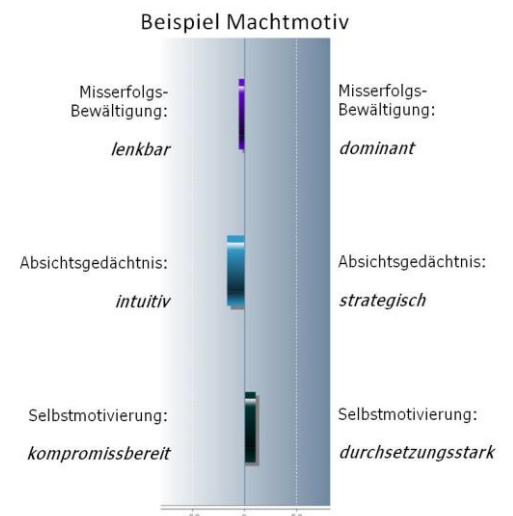 Beispiel Machtmotiv
Misserfolgs-
Bewältigung:
lenkbar
Misserfolgs-
Bewältigung:
dominant
Absichtsgedächtnis:
intuitiv
Absichtsgedächtnis:
strategisch
Selbstmotivierung:
kompromissbereit
Selbstmotivierung:
durchsetzungsstark